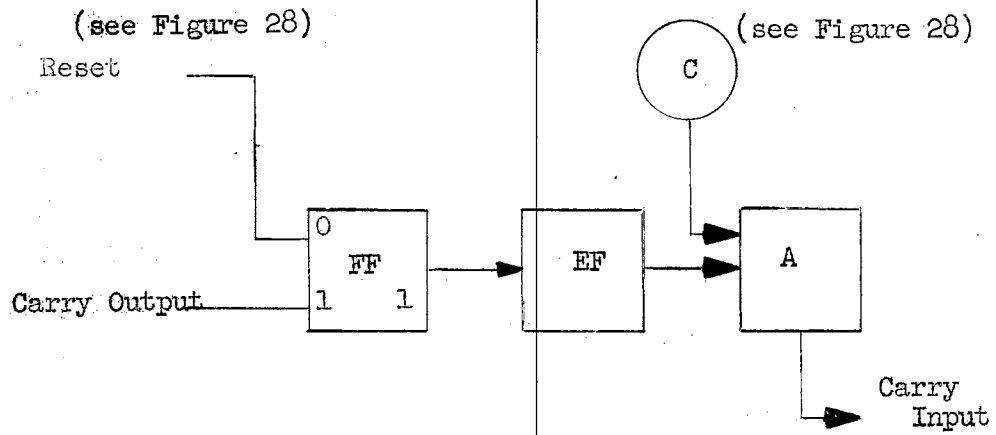 (see Figure 28)
(see Figure 28)
Reset
C
0
FF
EF
A
Carry Output
1
1
Carry
Input